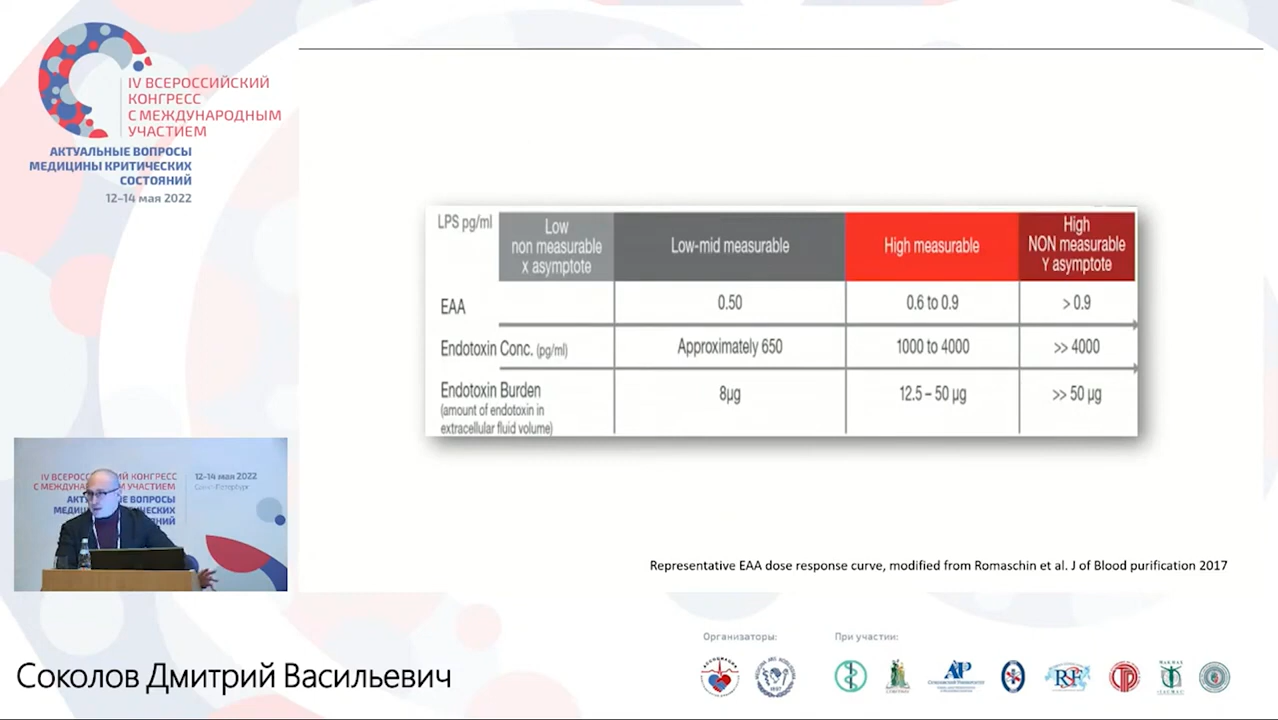 IV ВСЕРОССИЙСКИЙ
КОНГРЕСС
С МЕЖДУНАРОДНЫМ
УЧАСТИЕМ
АКТУАЛЬНЫЕ ВОПРОСЫ
МЕДИЦИНЫ КРИТИЧЕСКИХ
СОСТОЯНИЙ
12–14 мая 2022
LPS pg/ml
Low
non measurable
x asymptote
Low-mid measurable
High measurable
High
NON measurable
Y asymptote
EAA
0.50
0.6 to 0.9
> 0.9
Endotoxin Conc. (pg/ml)
Approximately 650
1000 to 4000
>> 4000
Endotoxin Burden
(amount of endotoxin in
extracellular fluid volume)
8µg
12.5 – 50 µg
>> 50 µg
Representative EAA dose response curve, modified from Romaschin et al. J of Blood purification 2017
12-14 мая 2022
Санкт-Петербург
Соколов Дмитрий Васильевич
Организаторы:
При участии: